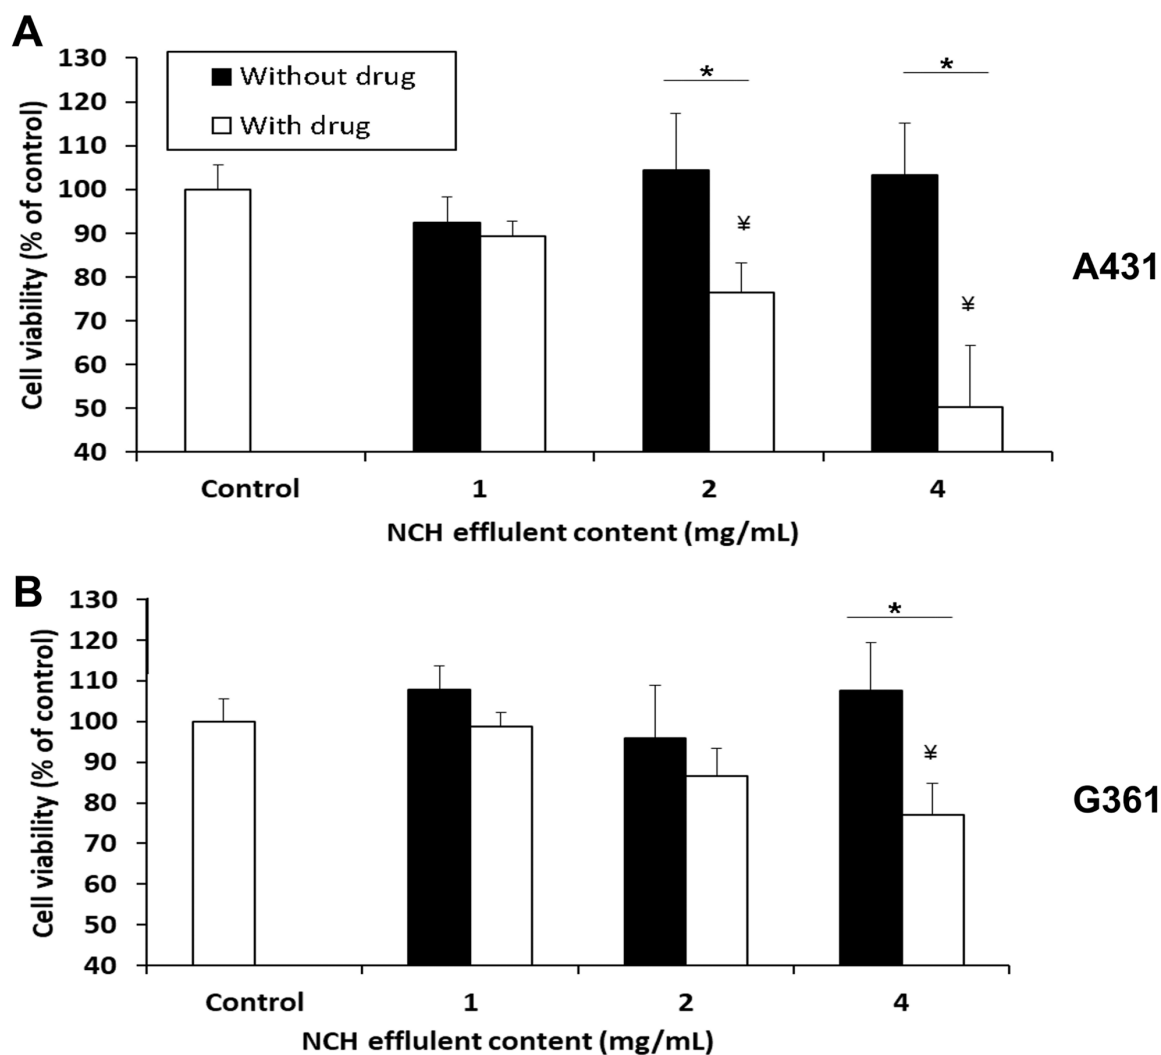 A
130
120
110
100
90
80
70
60
50
40
Cell viability (% of control)
Without drug
With drug
*
*
¥
¥
A431
Control 1 2 4
NCH efflulent content (mg/mL)
B
130
120
110
100
90
80
70
60
50
40
Cell viability (% of control)
*
¥
G361
Control 1 2 4
NCH efflulent content (mg/mL)